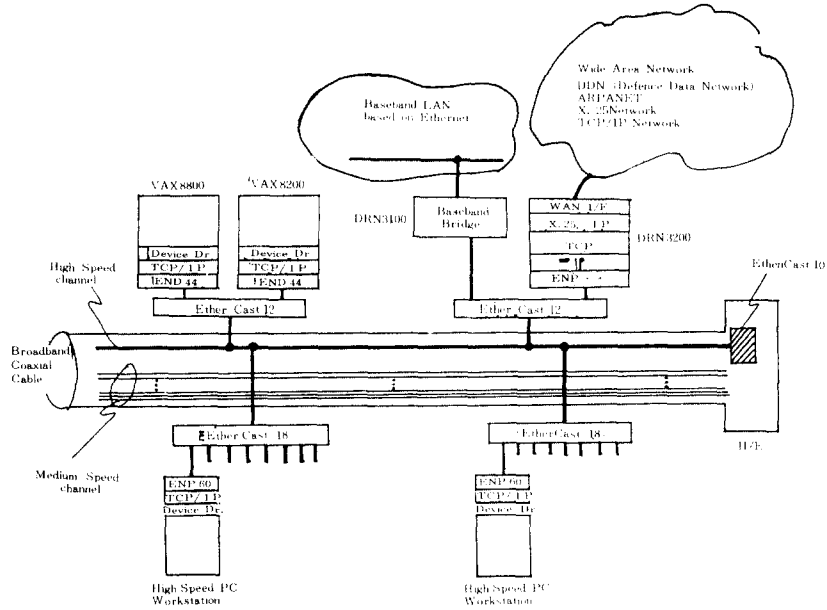 Wide Area Network
DDN (Defence Data Network)
ARPANET
X. 25Network
TCP/IP Network
Baseband LAN
based on Ethernet
VAX8800
VAX8200
DRN3100
Baseband
Bridge
WAN I/F
X.25, IP
TCP
ENP
DRN3200
Device Dr
TCP/IP
END 44
Device Dr
TCP/IP
END 44
High Speed
channel
Ether Cast 12
Ether Cast 12
EtherCast 10
Broadband
Coaxial
Cable
Medium Speed
channel
Ether Cast 18
EtherCast 18
H/E
ENP 60
TCP/IP
Device Dr.
ENP 60
TCP/IP
Device Dr
High Speed PC
Workstation
High Speed PC
Workstation